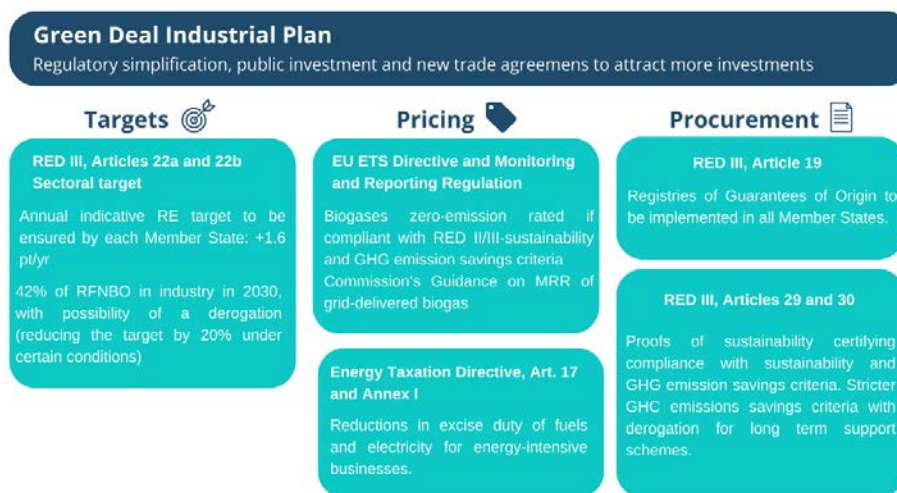 Green Deal Industrial Plan
Regulatory simplification, public investment and new trade agreemens to attract more investments
Targets
RED III, Articles 22a and 22b
Sectoral target
Annual indicative RE target to be
ensured by each Member State: +1.6
pt/yr
42% of RFNBO in industry in 2030,
with possibility of a derogation
(reducing the target by 20% under
certain conditions)
Pricing
EU ETS Directive and Monitoring
and Reporting Regulation
Biogases zero-emission rated if
compliant with RED II/III-sustainability
and GHG emission savings criteria
Commission's Guidance on MRR of
grid-delivered biogas
Energy Taxation Directive, Art. 17
and Annex I
Reductions in excise duty of fuels
and electricity for energy-intensive
businesses.
Procurement
RED III, Article 19
Registries of Guarantees of Origin to
be implemented in all Member States.
RED III, Articles 29 and 30
Proofs of sustainability certifying
compliance with sustainability and
GHG emission savings criteria. Stricter
GHC emissions savings criteria with
derogation for long term support
schemes.